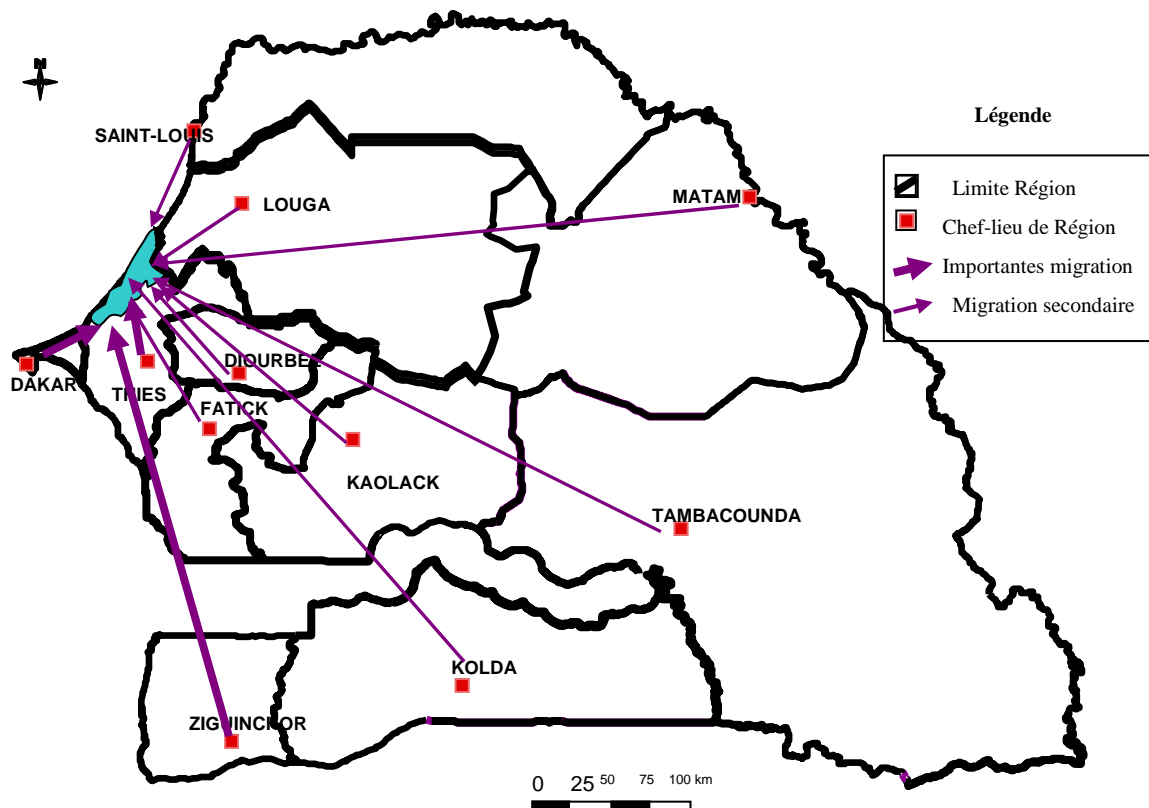 N
SAINT-LOUIS
LOUGA
MATAM
DAKAR
THIES
DIOURBEL
FATICK
KAOLACK
TAMBACOUNDA
KOLDA
ZIGUINCHOR
Légende
Limite Région
Chef-lieu de Région
Importantes migration
Migration secondaire
0 25 50 75 100 km